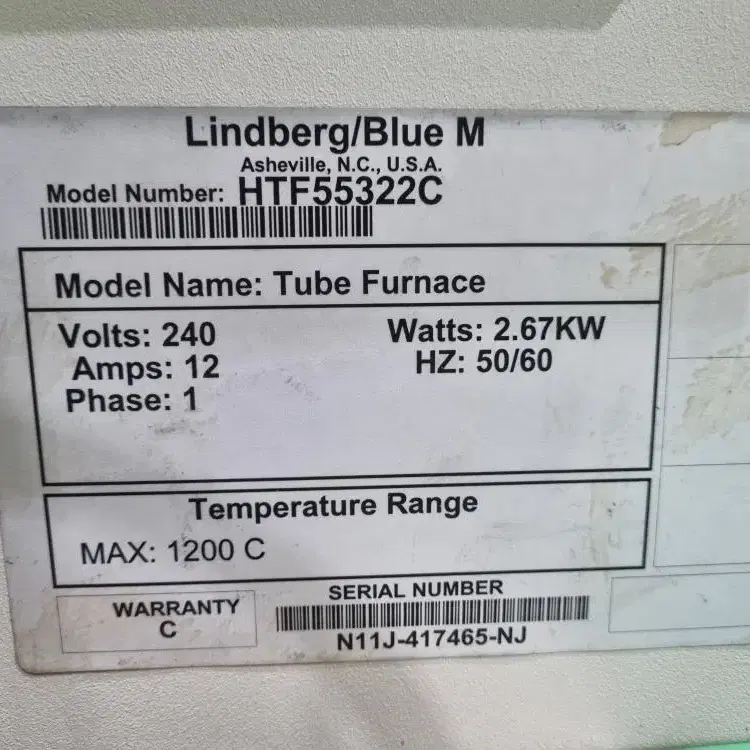 Lindberg/Blue M
Asheville, N.C., U.S.A.
Model Number: HTF55322C
Model Name: Tube Furnace
Volts: 240 Watts: 2.67KW
Amps: 12 HZ: 50/60
Phase: 1
Temperature Range
MAX: 1200 C
WARRANTY
C
SERIAL NUMBER
N11J-417465-NJ